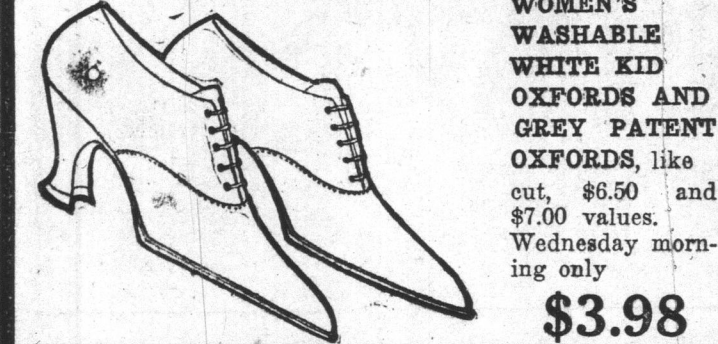 WOMEN'S
WASHABLE
WHITE KID
OXFORDS AND
GREY PATENT
OXFORDS, like
cut, $6.50 and
$7.00 values.
Wednesday morn-
ing only
$3.98